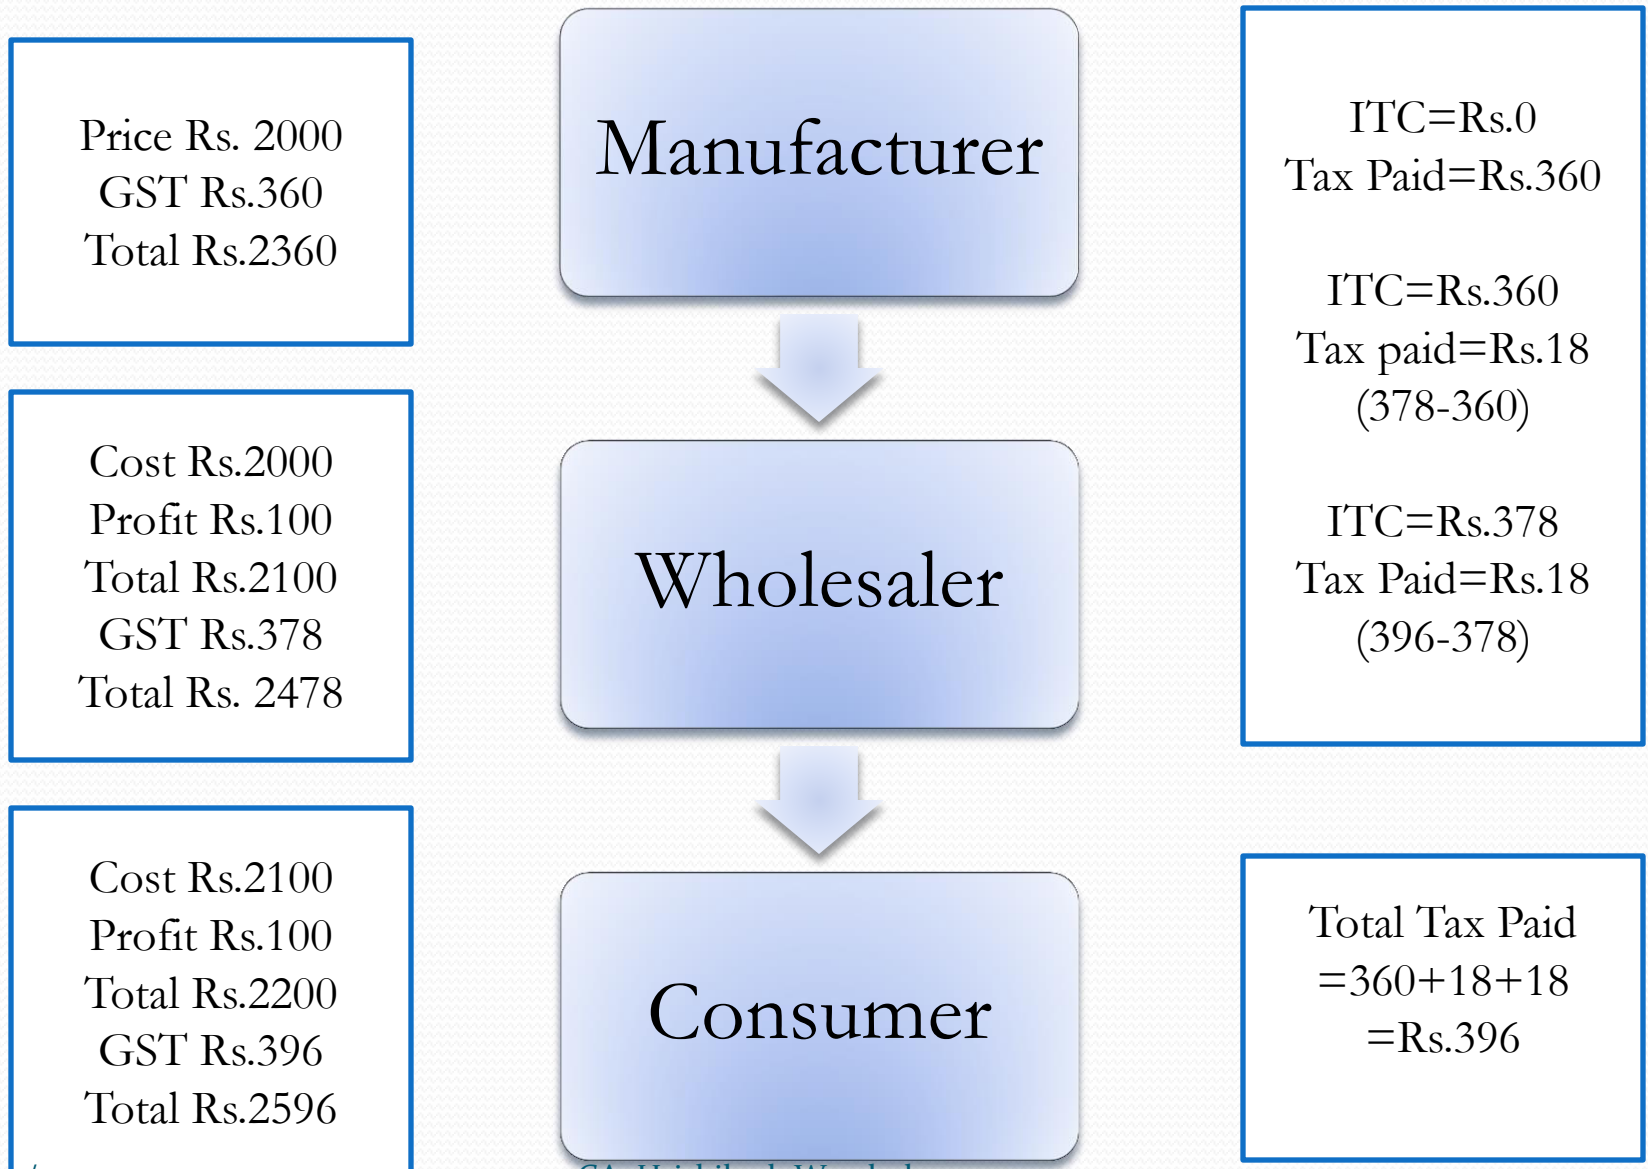 Price Rs. 2000
GST Rs.360
Total Rs.2360
Manufacturer
ITC=Rs.0
Tax Paid=Rs.360
ITC=Rs.360
Tax paid=Rs.18
(378-360)
ITC=Rs.378
Tax Paid=Rs.18
(396-378)
Cost Rs.2000
Profit Rs.100
Total Rs.2100
GST Rs.378
Total Rs. 2478
Wholesaler
Cost Rs.2100
Profit Rs.100
Total Rs.2200
GST Rs.396
Total Rs.2596
Consumer
Total Tax Paid
=360+18+18
=Rs.396